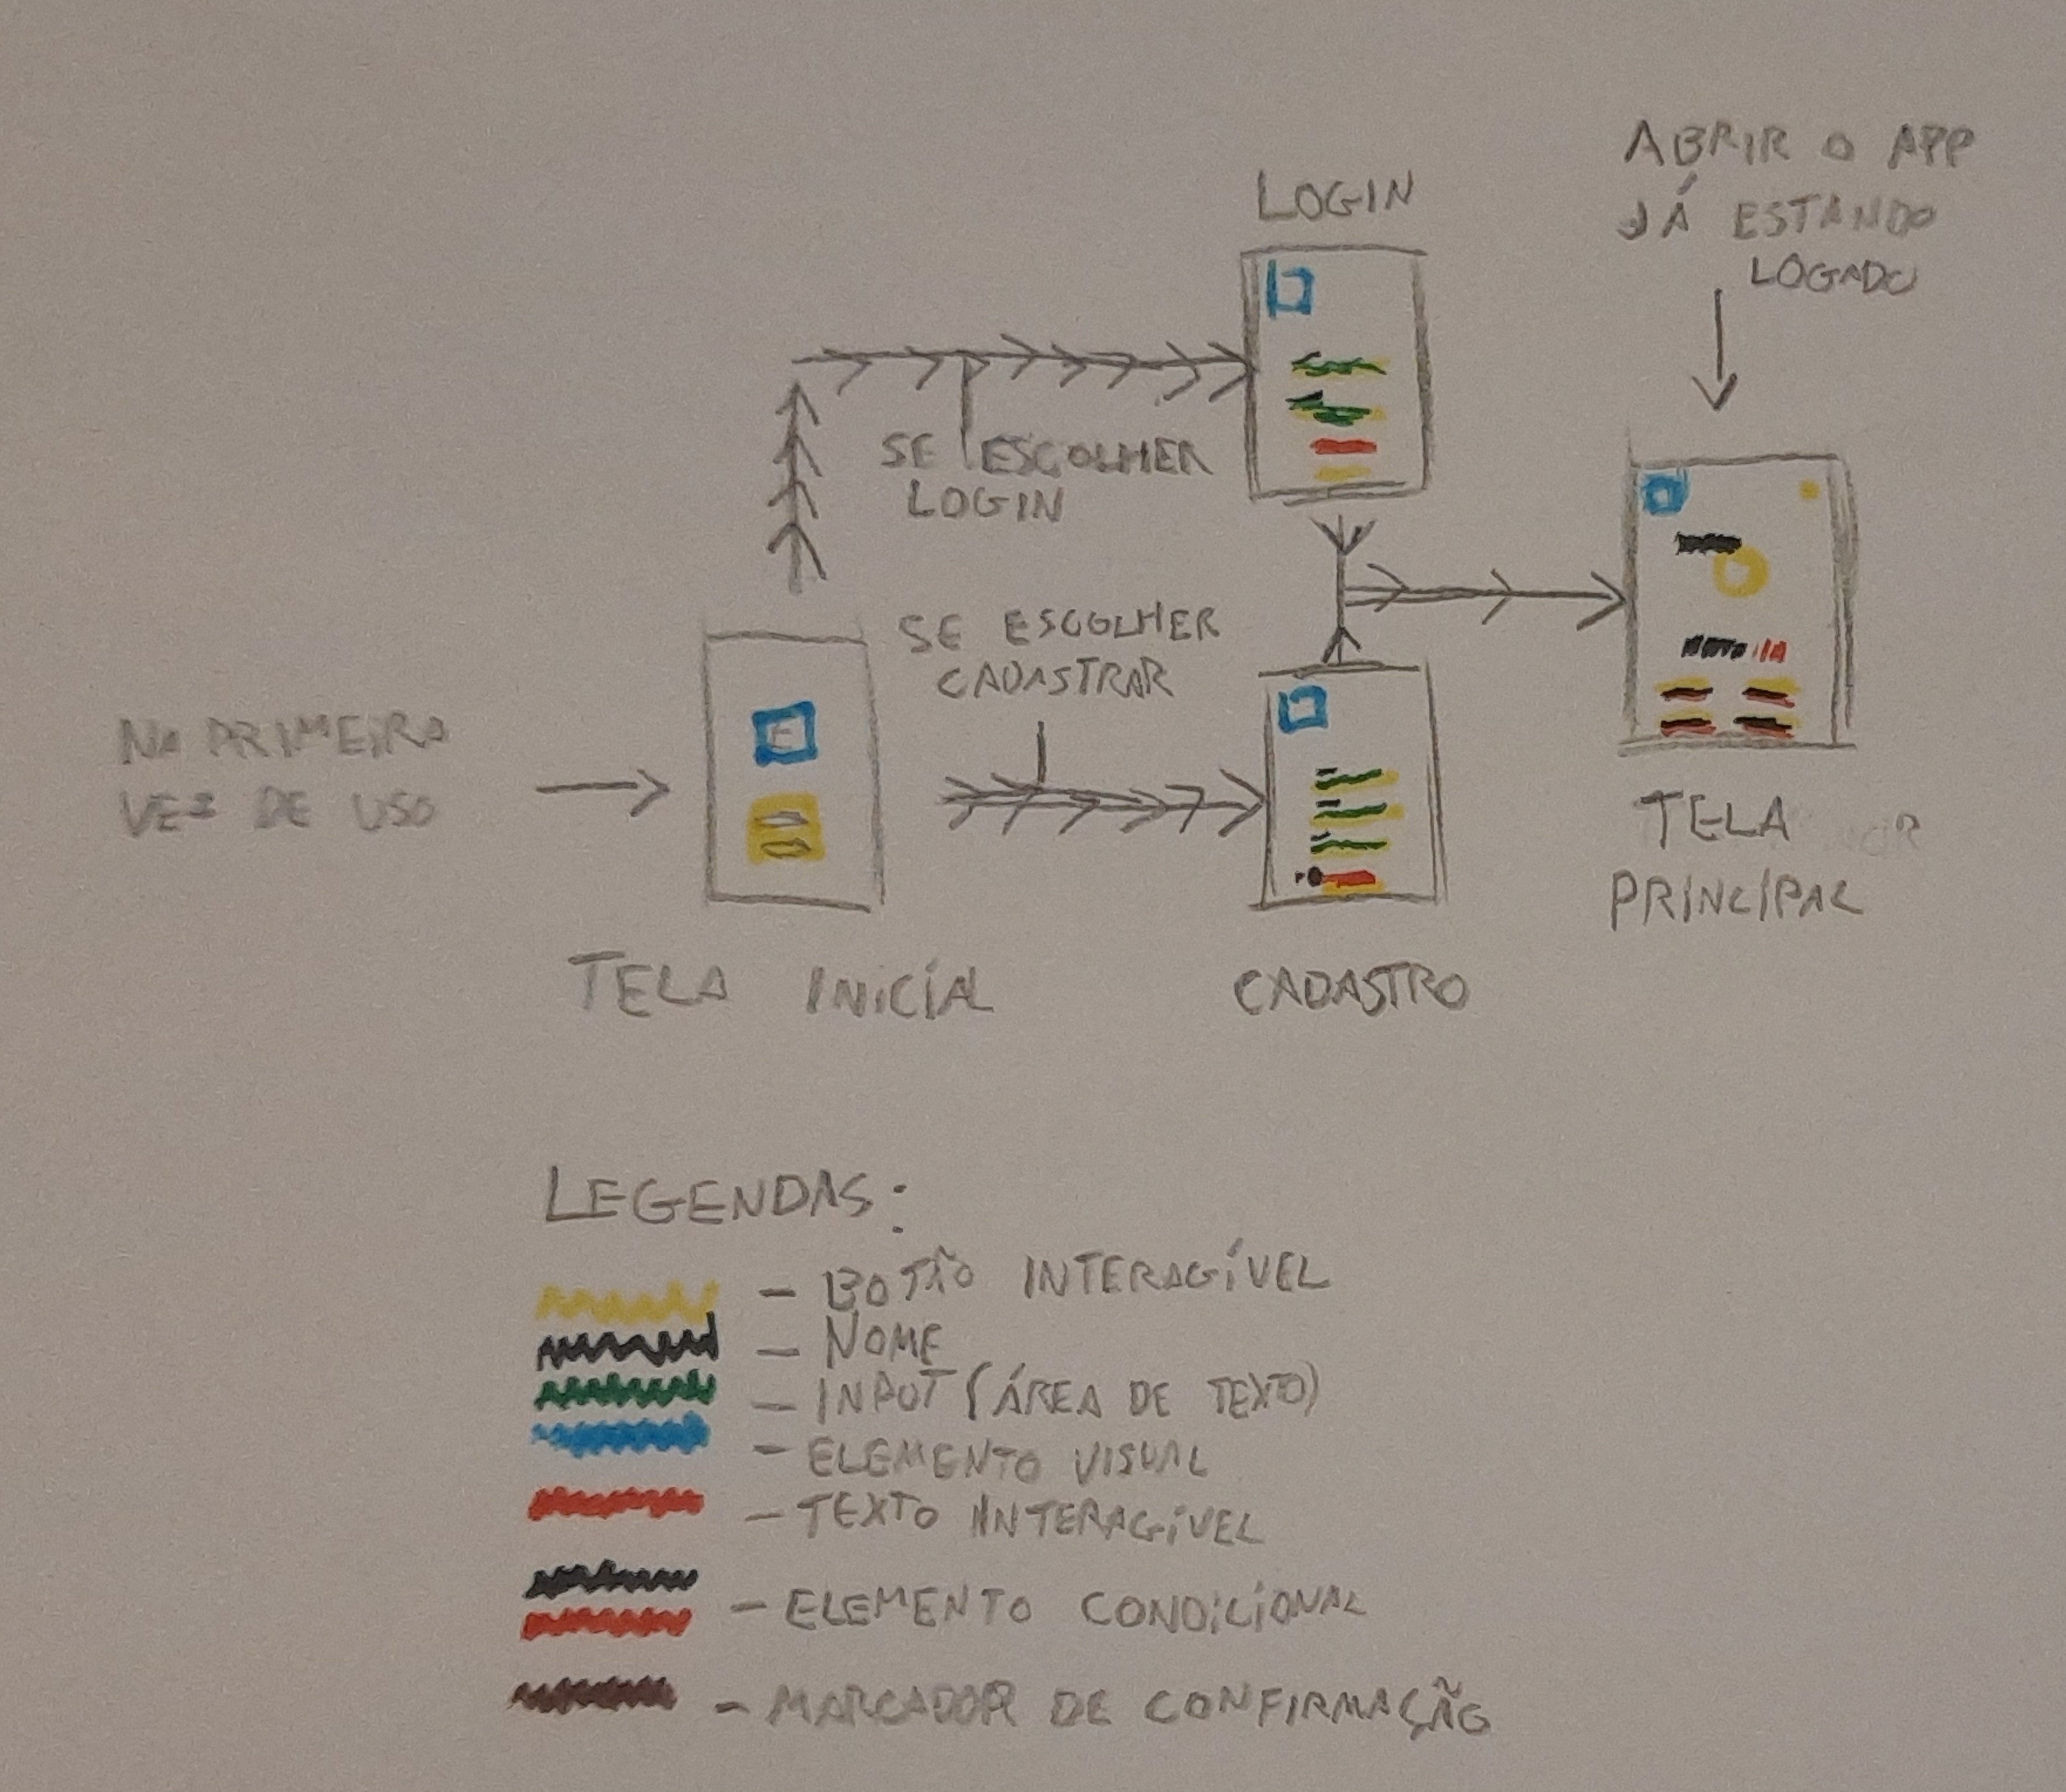 ABRIR O APP
JÁ ESTANDO
LOGADO
LOGIN
SE ESCOLHER
LOGIN
SE ESCOLHER
CADASTRAR
NA PRIMEIRA
VEZ DE USO
TELA
PRINCIPAL
TELA INICIAL
CADASTRO
LEGENDAS:
- BOTÃO INTERAGÍVEL
- NOME
- INPUT (ÁREA DE TEXTO)
- ELEMENTO VISUAL
- TEXTO INTERAGÍVEL
- ELEMENTO CONDICIONAL
- MARCADOR DE CONFIRMAÇÃO